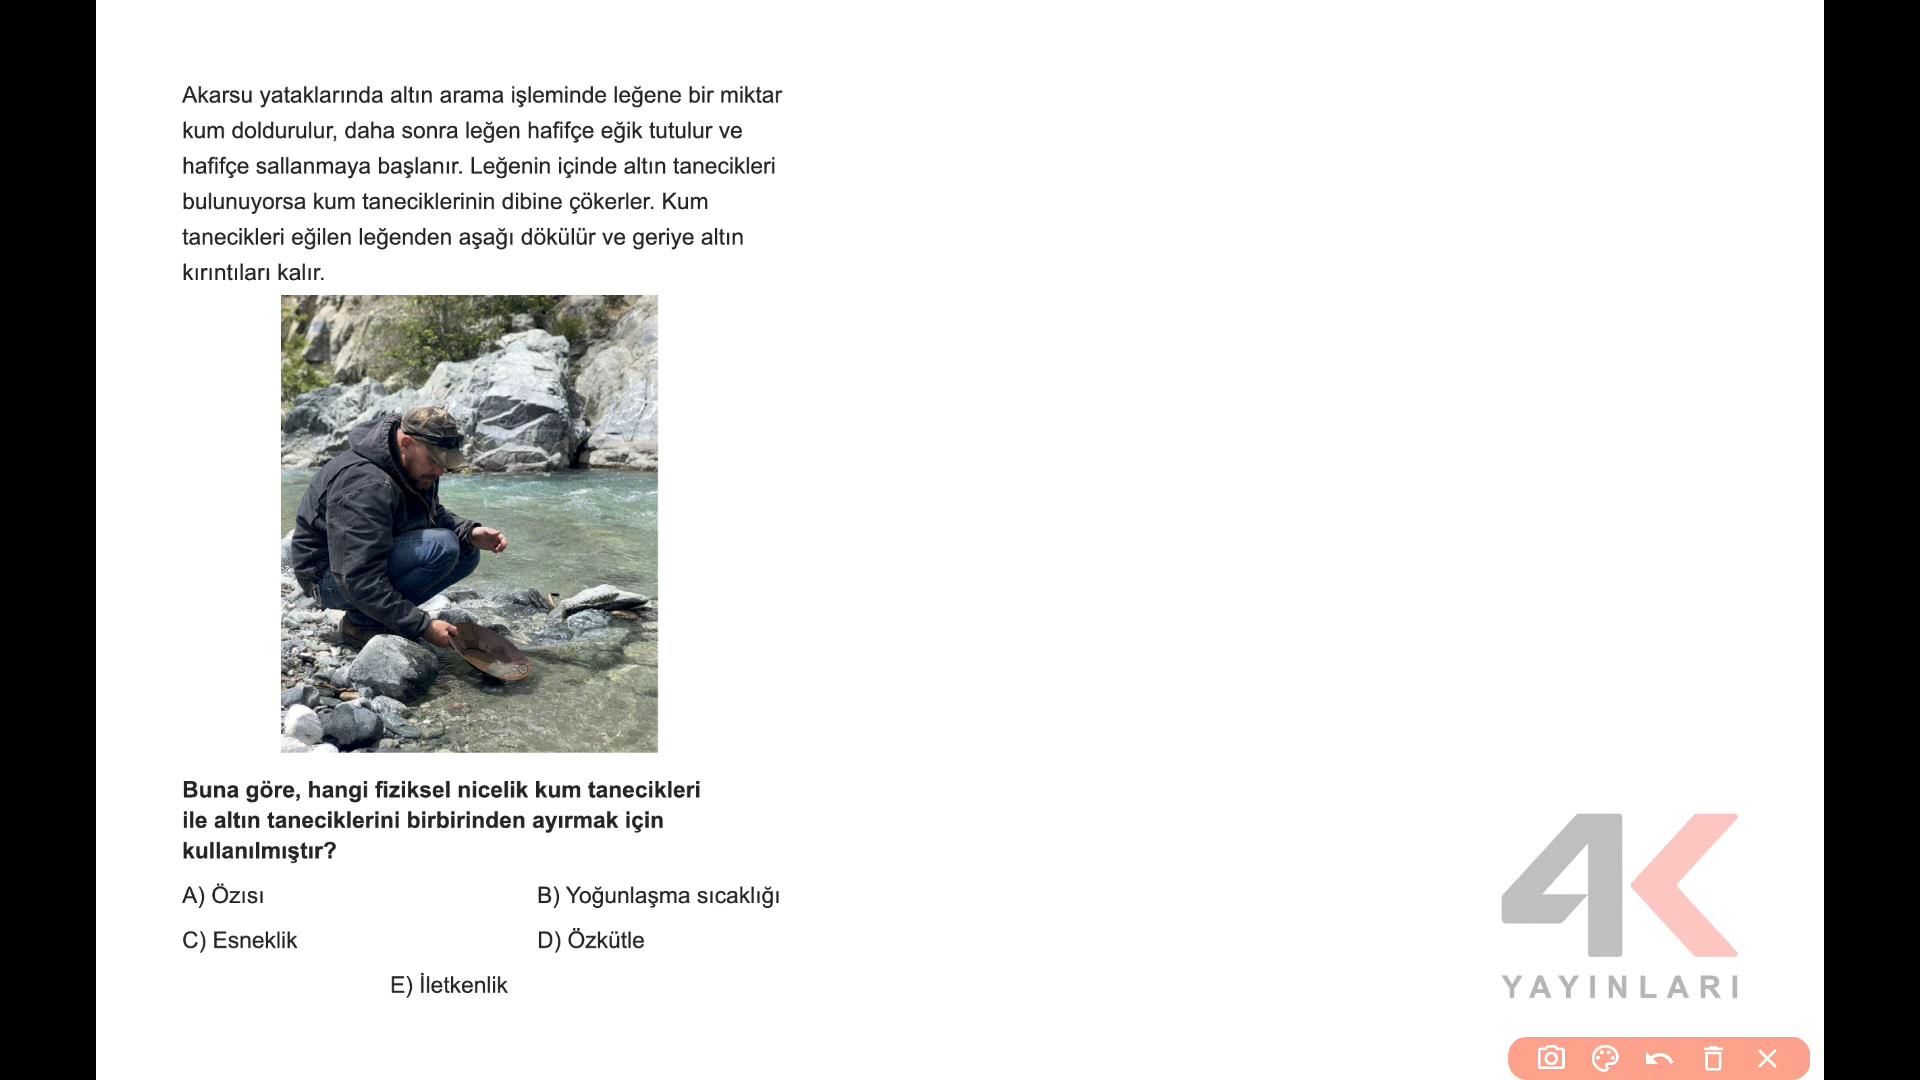 Akarsu yataklarında altın arama işleminde leğene bir miktar
kum doldurulur, daha sonra leğen hafifçe eğik tutulur ve
hafifçe sallanmaya başlanır. Leğenin içinde altın tanecikleri
bulunuyorsa kum taneciklerinin dibine çökerler. Kum
tanecikleri eğilen leğenden aşağı dökülür ve geriye altın
kırıntıları kalır.
Buna göre, hangi fiziksel nicelik kum tanecikleri
ile altın taneciklerini birbirinden ayırmak için
kullanılmıştır?
A) Özısı
B) Yoğunlaşma sıcaklığı
C) Esneklik
D) Özkütle
E) İletkenlik
4K
YAYINLARI